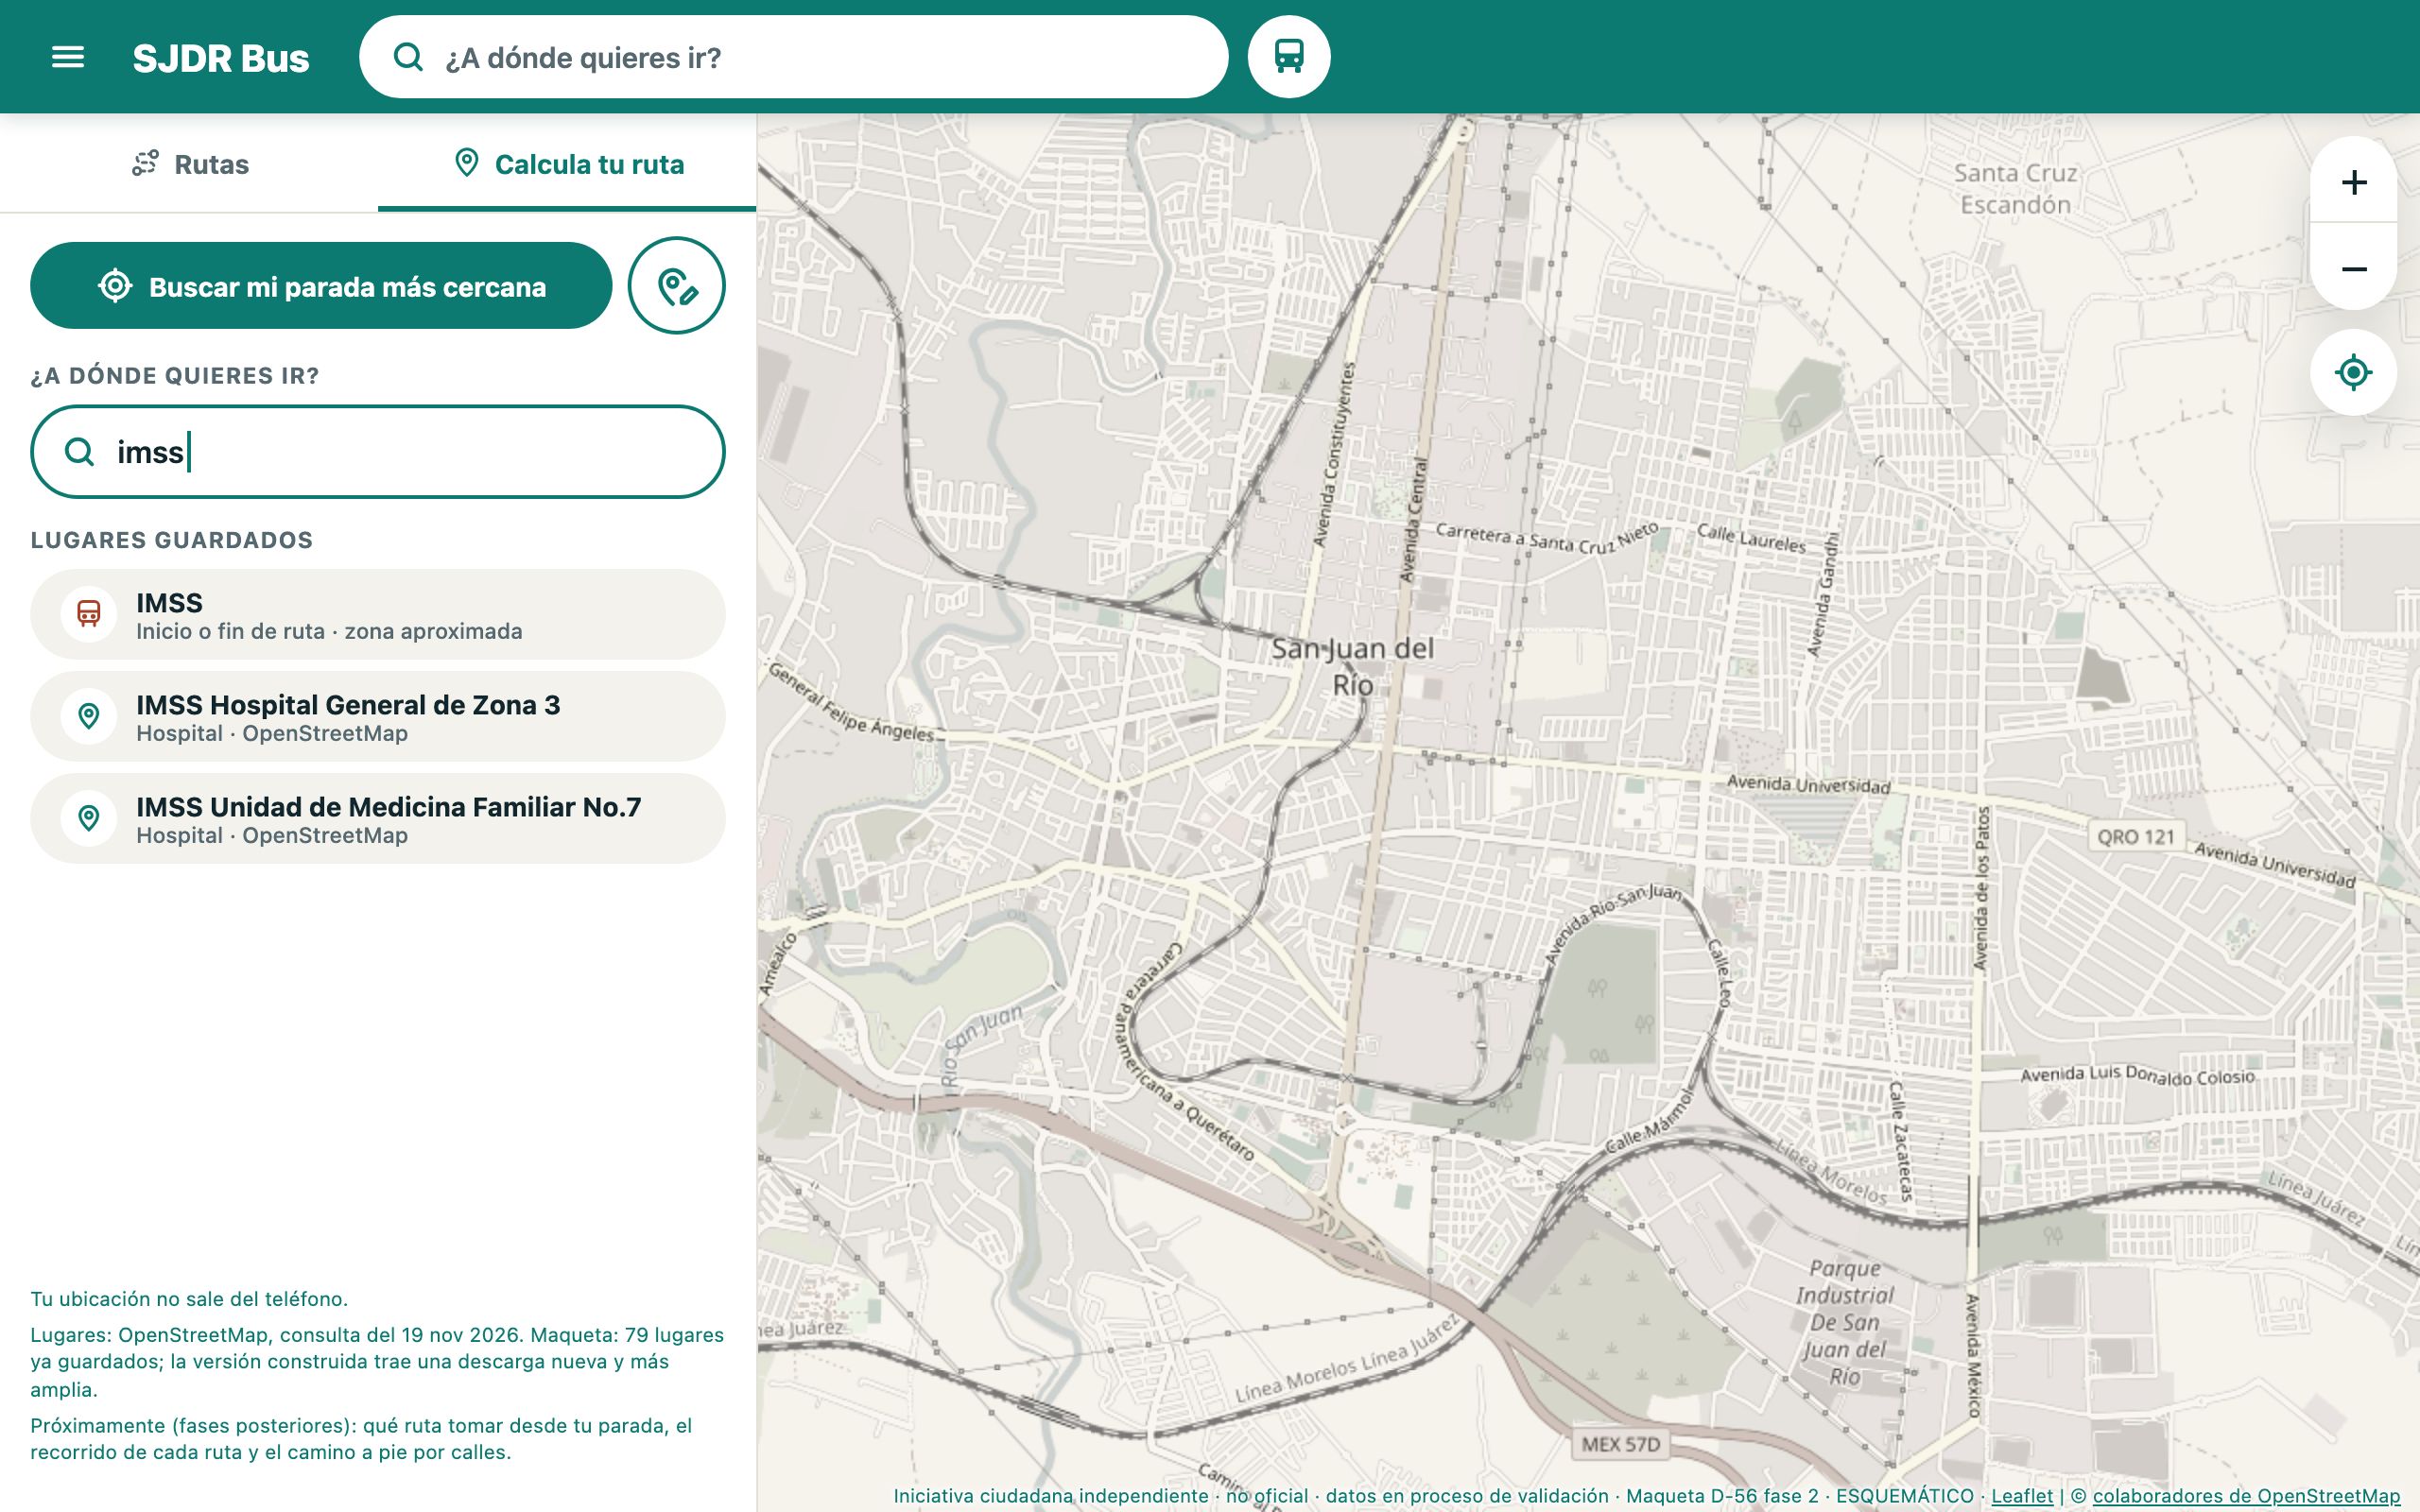 SJDR Bus
¿A dónde quieres ir?
Rutas
Calcula tu ruta
Buscar mi parada más cercana
¿A DÓNDE QUIERES IR?
imss
LUGARES GUARDADOS
IMSS
Inicio o fin de ruta · zona aproximada
IMSS Hospital General de Zona 3
Hospital · OpenStreetMap
IMSS Unidad de Medicina Familiar No.7
Hospital · OpenStreetMap
Tu ubicación no sale del teléfono.
Lugares: OpenStreetMap, consulta del 19 nov 2026. Maqueta: 79 lugares
ya guardados; la versión construida trae una descarga nueva y más
amplia.
Próximamente (fases posteriores): qué ruta tomar desde tu parada, el
recorrido de cada ruta y el camino a pie por calles.
Santa Cruz
Escandón
+
−
Avenida Constituyentes
Avenida Central
Carretera a Santa Cruz Nieto
Calle Laureles
Avenida Gandhi
San Juan del
Río
General Felipe Ángeles
Avenida Universidad
QRO 121
Avenida Universidad
Avenida de los Patos
Avenida Río San Juan
Calle Leo
Amealco
Carretera Panamericana a Querétaro
Río San Juan
Avenida Luis Donaldo Colosio
Calle Zacatecas
Calle Mármol
Línea Morelos
Línea Juárez
Parque
Industrial
De San
Juan del
Río
Avenida México
nea Juárez
Línea Morelos Línea Juárez
MEX 57D
Iniciativa ciudadana independiente · no oficial · datos en proceso de validación · Maqueta D-56 fase 2 · ESQUEMÁTICO · Leaflet | © colaboradores de OpenStreetMap